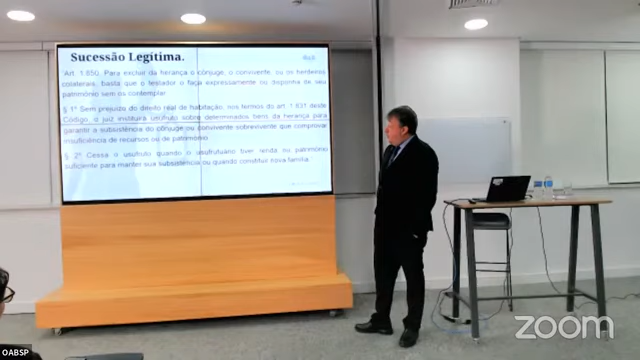 Sucessão Legítima.
"Art. 1.850. Para excluir da herança o cônjuge, o convivente, ou os herdeiros
colaterais, basta que o testador o faça expressamente ou disponha de seu
patrimônio sem os contemplar.
§ 1º Sem prejuízo do direito real de habitação, nos termos do art. 1.831 deste
Código, o juiz instituirá usufruto sobre determinados bens da herança para
garantir a subsistência do cônjuge ou convivente sobrevivente que comprovar
insuficiência de recursos ou de patrimônio.
§ 2º Cessa o usufruto quando o usufrutuário tiver renda ou patrimônio
suficiente para manter sua subsistência ou quando constituir nova família.
zoom
OABSP